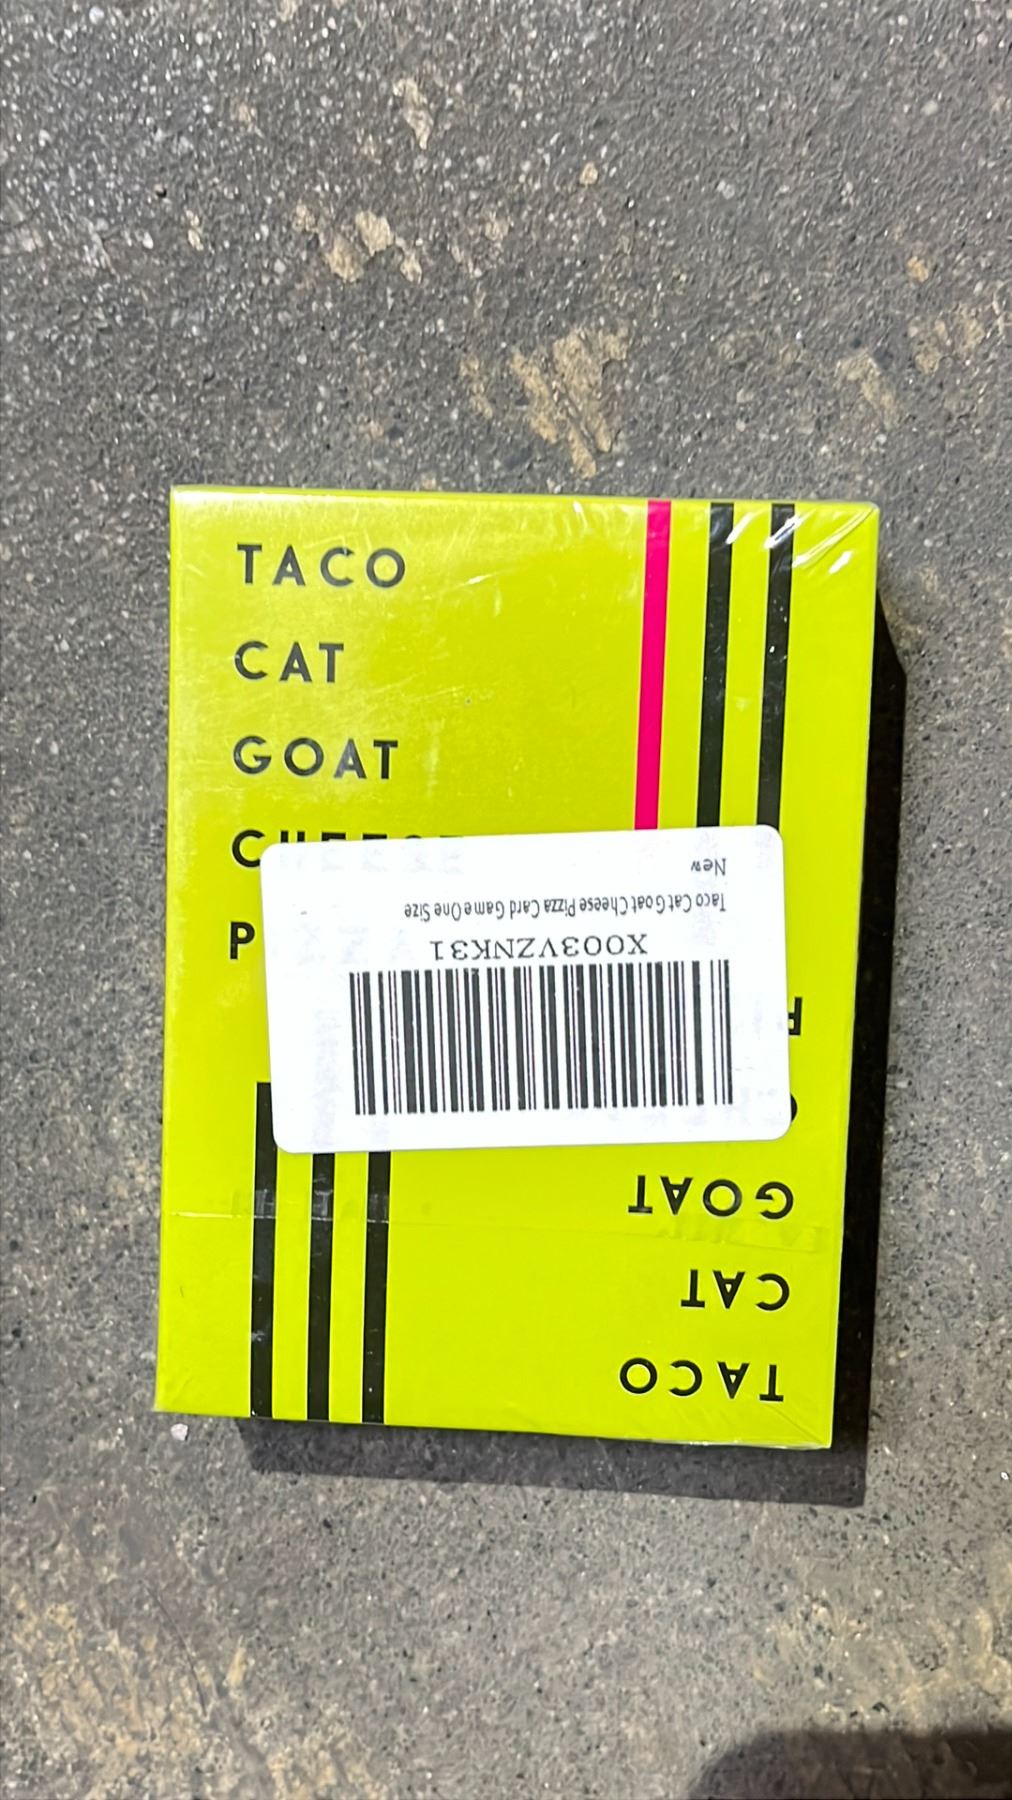 TACO
CAT
GOAT
New
Taco Cat Goat Cheese Pizza Card Game One Size
X003VZNK31
GOAT
CAT
TACO